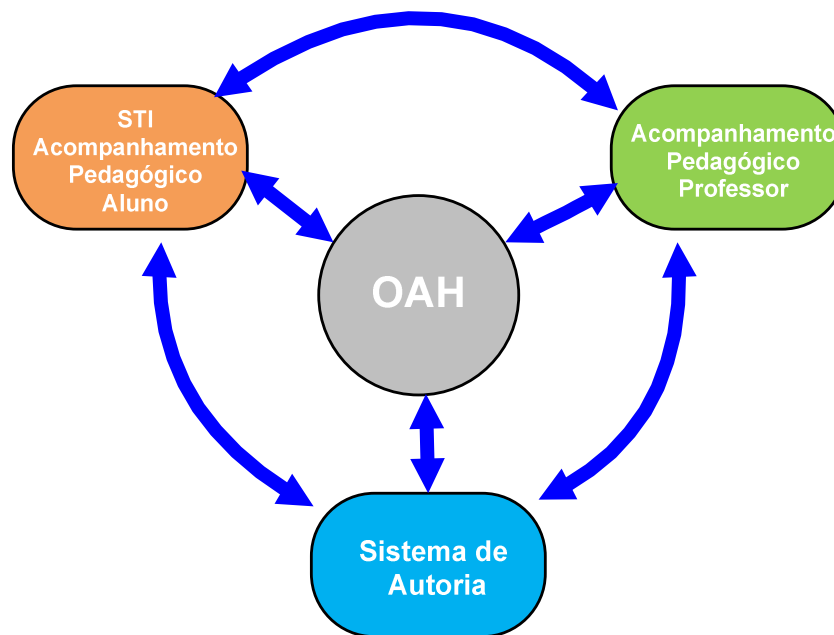 STI
Acompanhamento
Pedagógico
Aluno
Acompanhamento
Pedagógico
Professor
OAH
Sistema de
Autoria